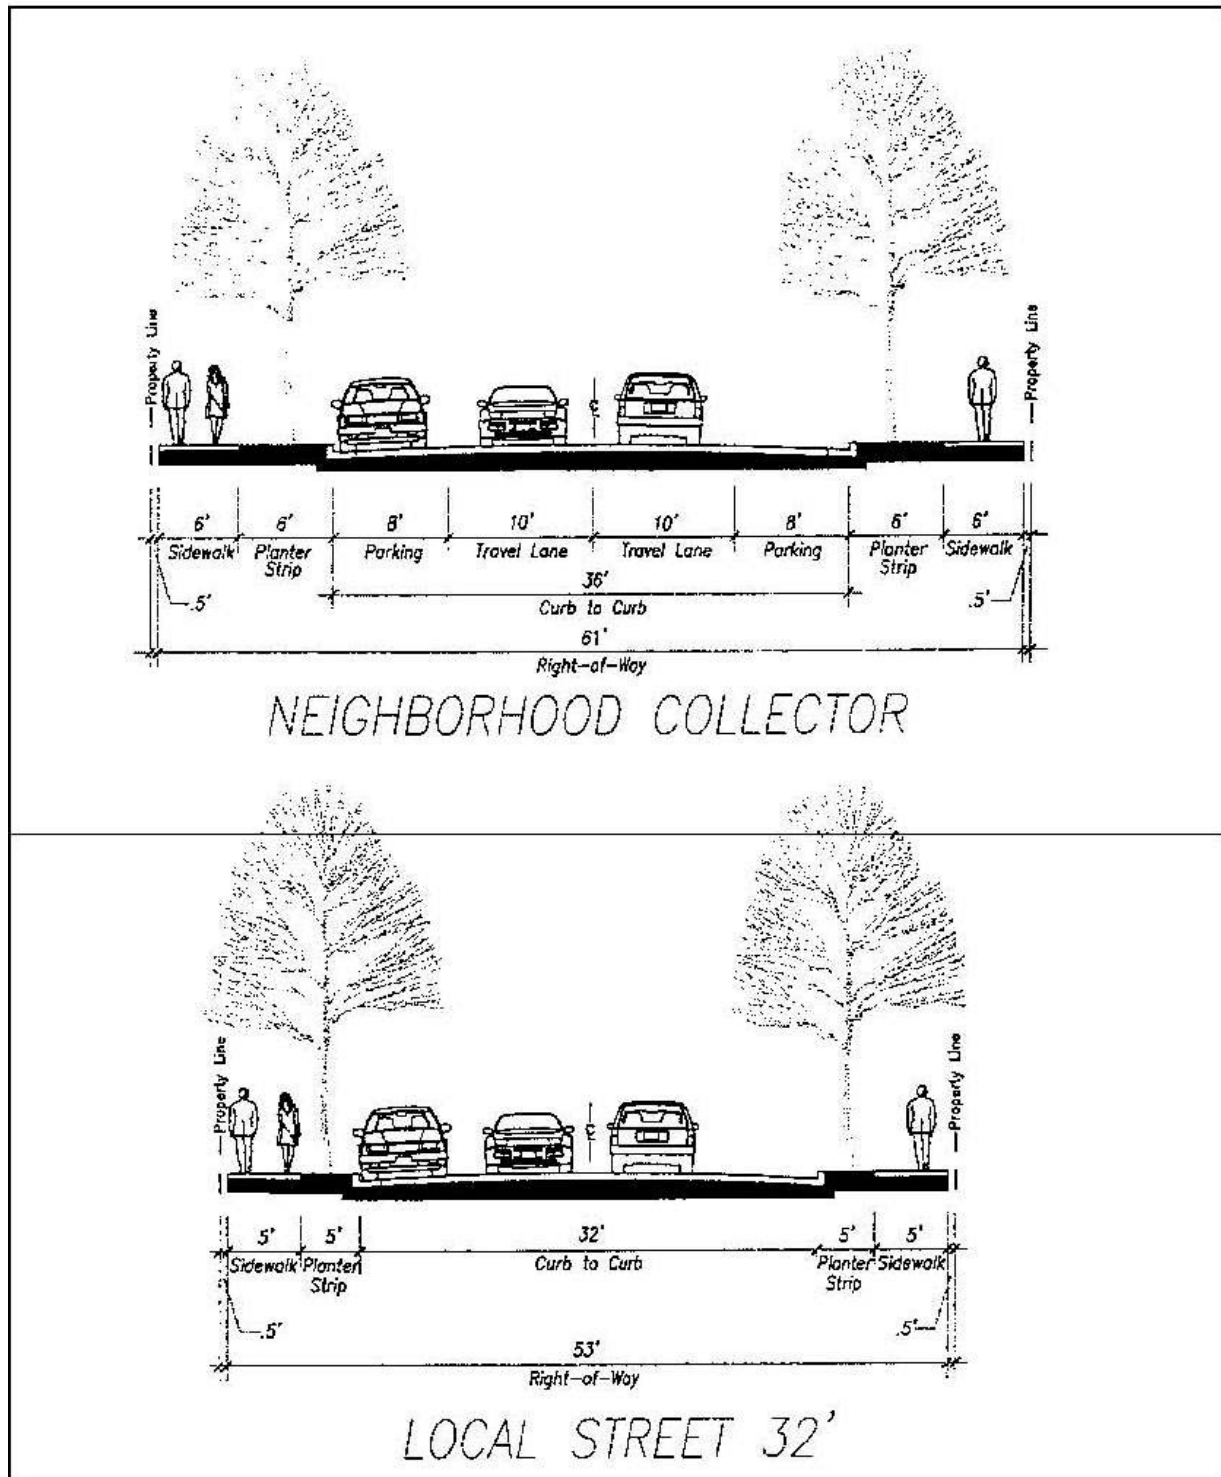 Property Line
Property Line
6' 6' 8' 10' 10' 8' 6' 6'
Sidewalk Planter Strip Parking Travel Lane Travel Lane Parking Planter Strip Sidewalk
.5' 36' .5'
Curb to Curb
61'
Right-of-Way
NEIGHBORHOOD COLLECTOR
Property Line
Property Line
5' 5' 32' 5' 5'
Sidewalk Planter Strip Curb to Curb Planter Strip Sidewalk
.5' .5'
53'
Right-of-Way
LOCAL STREET 32'